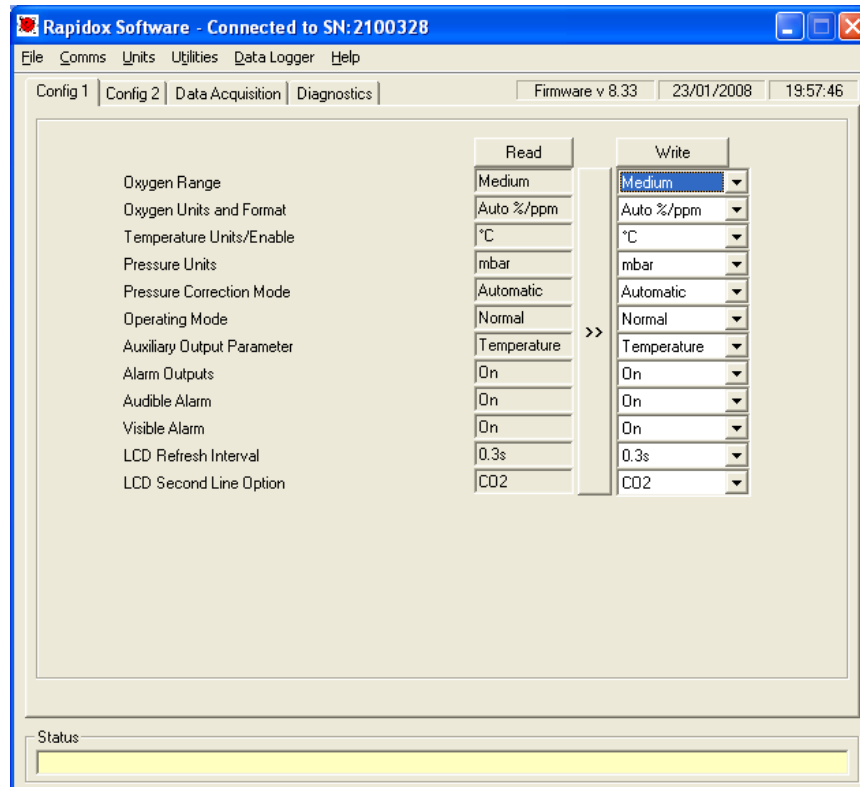 Rapidox Software - Connected to SN:2100328
File Comms Units Utilities Data Logger Help
Config 1 Config 2 Data Acquisition Diagnostics Firmware v 8.33 23/01/2008 19:57:46
Read Write
Oxygen Range Medium Medium
Oxygen Units and Format Auto %/ppm Auto %/ppm
Temperature Units/Enable °C °C
Pressure Units mbar mbar
Pressure Correction Mode Automatic Automatic
Operating Mode Normal Normal
>>
Auxiliary Output Parameter Temperature Temperature
Alarm Outputs On On
Audible Alarm On On
Visible Alarm On On
LCD Refresh Interval 0.3s 0.3s
LCD Second Line Option CO2 CO2
Status